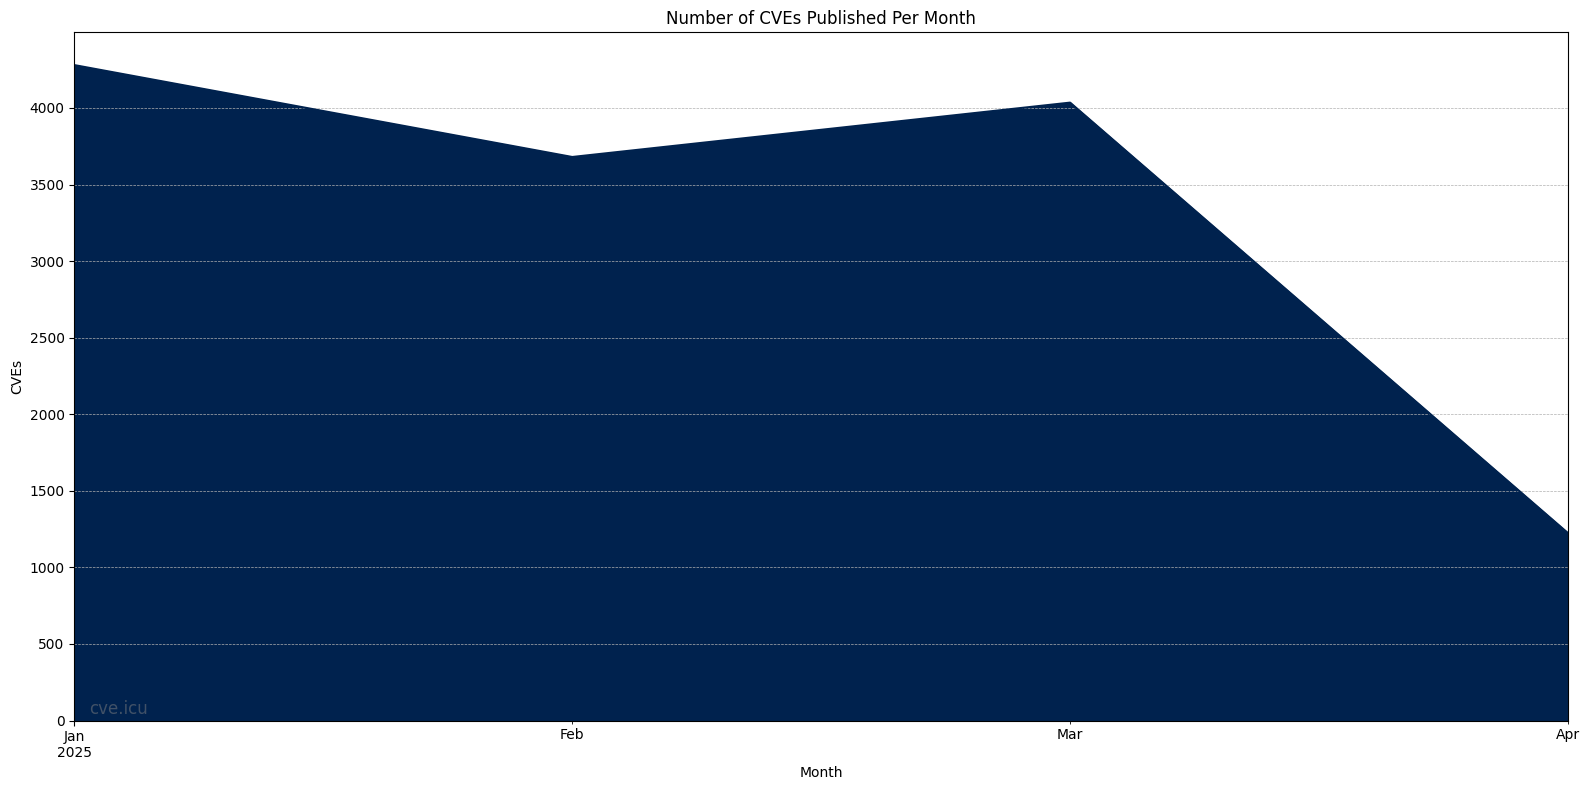 Number of CVEs Published Per Month
CVEs
4000
3500
3000
2500
2000
1500
1000
500
0
cve.icu
Jan
2025
Feb
Mar
Apr
Month